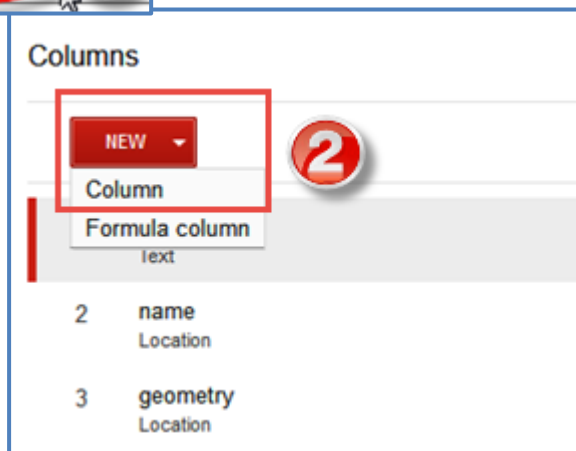 Columns
NEW
2
Column
Formula column
Text
2 name
Location
3 geometry
Location